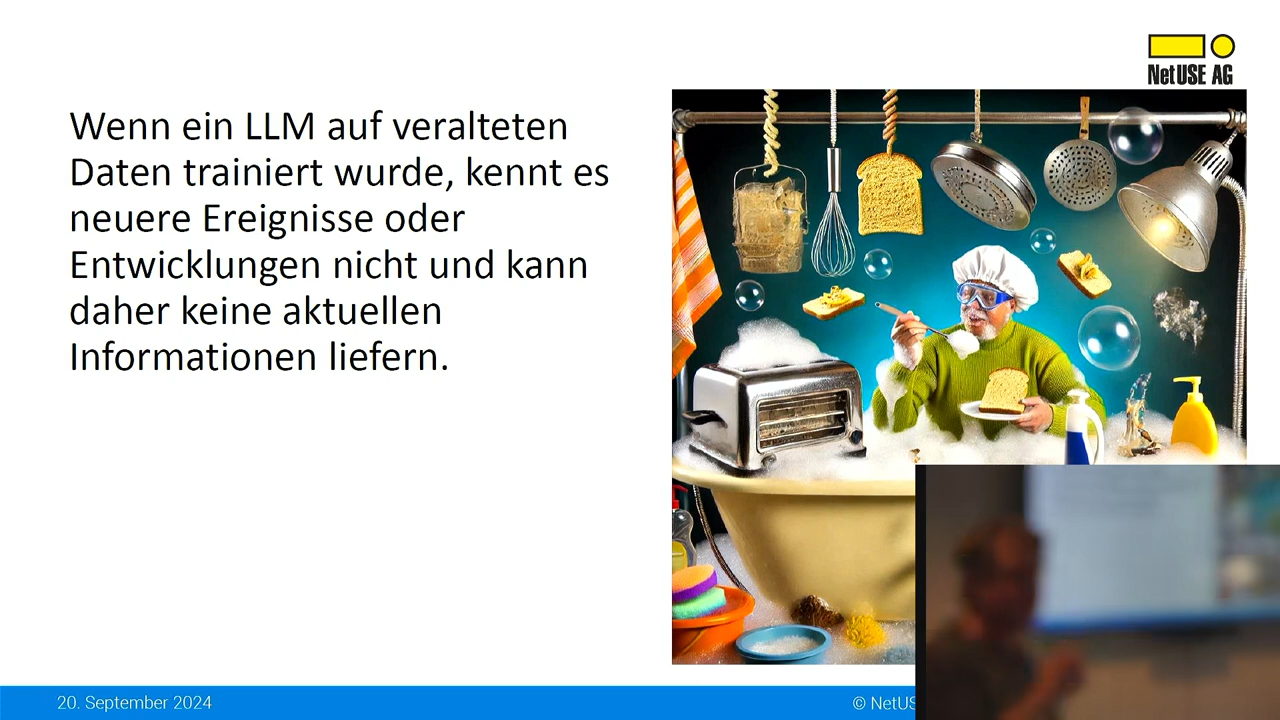 NetUSE AG
Wenn ein LLM auf veralteten
Daten trainiert wurde, kennt es
neuere Ereignisse oder
Entwicklungen nicht und kann
daher keine aktuellen
Informationen liefern.
20. September 2024
© NetUS